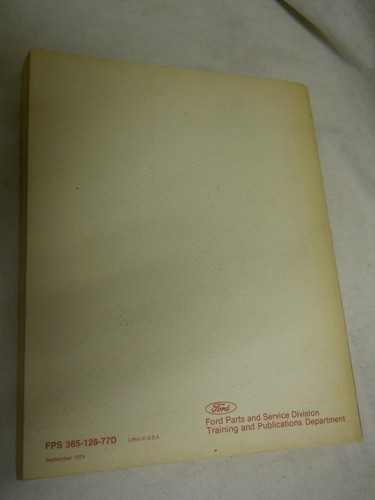 Ford
Ford Parts and Service Division
Training and Publications Department
FPS 365-126-77D Litho in U.S.A.
September 1976